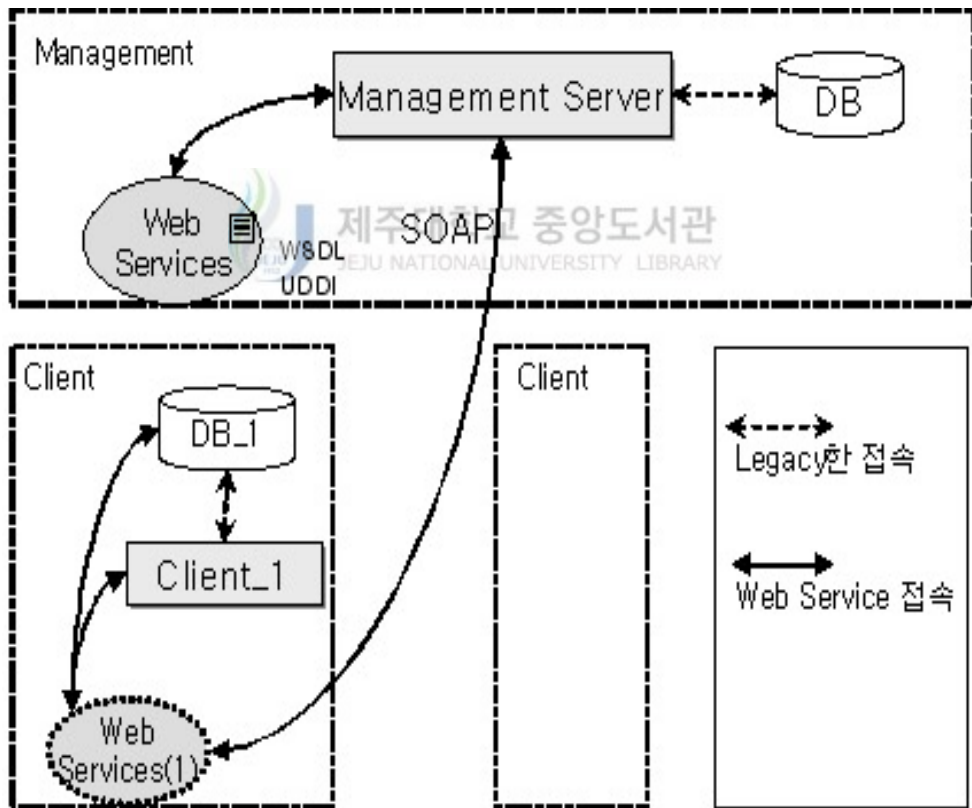 Management
Management Server
DB
Web
Services
WSDL
UDDI
SOAP
제주대학교 중앙도서관
JEJU NATIONAL UNIVERSITY LIBRARY
Client
DB_1
Client_1
Web
Services(1)
Client
Legacy한 접속
Web Service 접속